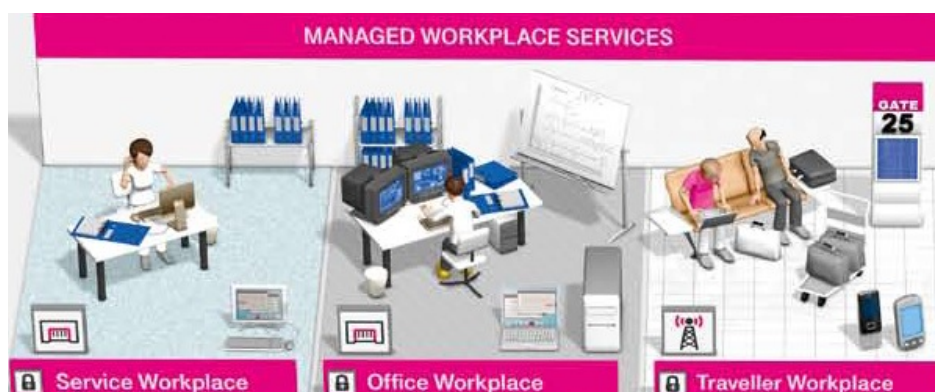 MANAGED WORKPLACE SERVICES
GATE
25
Service Workplace
Office Workplace
Traveller Workplace